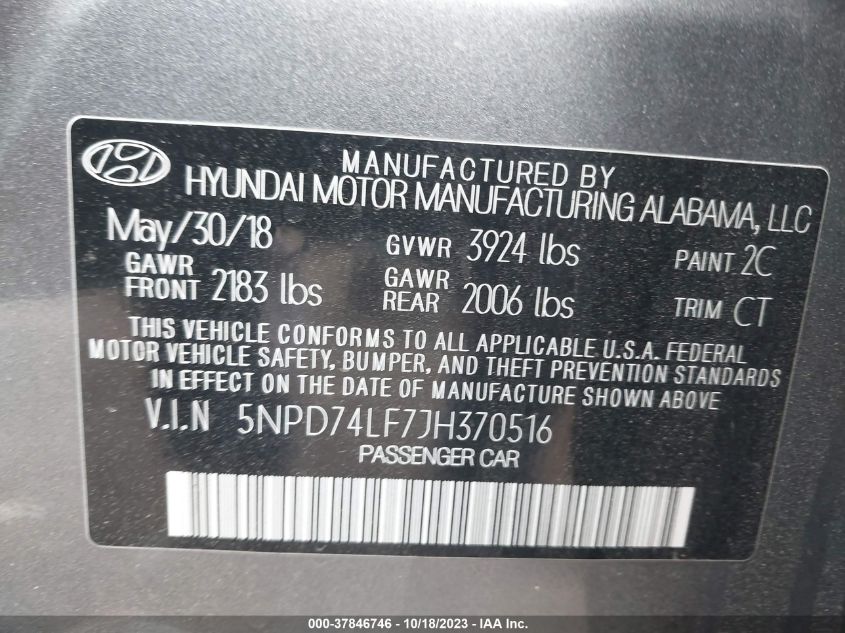 MANUFACTURED BY
HYUNDAI MOTOR MANUFACTURING ALABAMA, LLC
May/30/18 GVWR 3924 lbs PAINT 2C
GAWR FRONT 2183 lbs GAWR REAR 2006 lbs TRIM CT
THIS VEHICLE CONFORMS TO ALL APPLICABLE U.S.A. FEDERAL
MOTOR VEHICLE SAFETY, BUMPER, AND THEFT PREVENTION STANDARDS
IN EFFECT ON THE DATE OF MANUFACTURE SHOWN ABOVE
V.I.N 5NPD74LF7JH370516
PASSENGER CAR
000-37846746 - 10/18/2023 - IAA Inc.